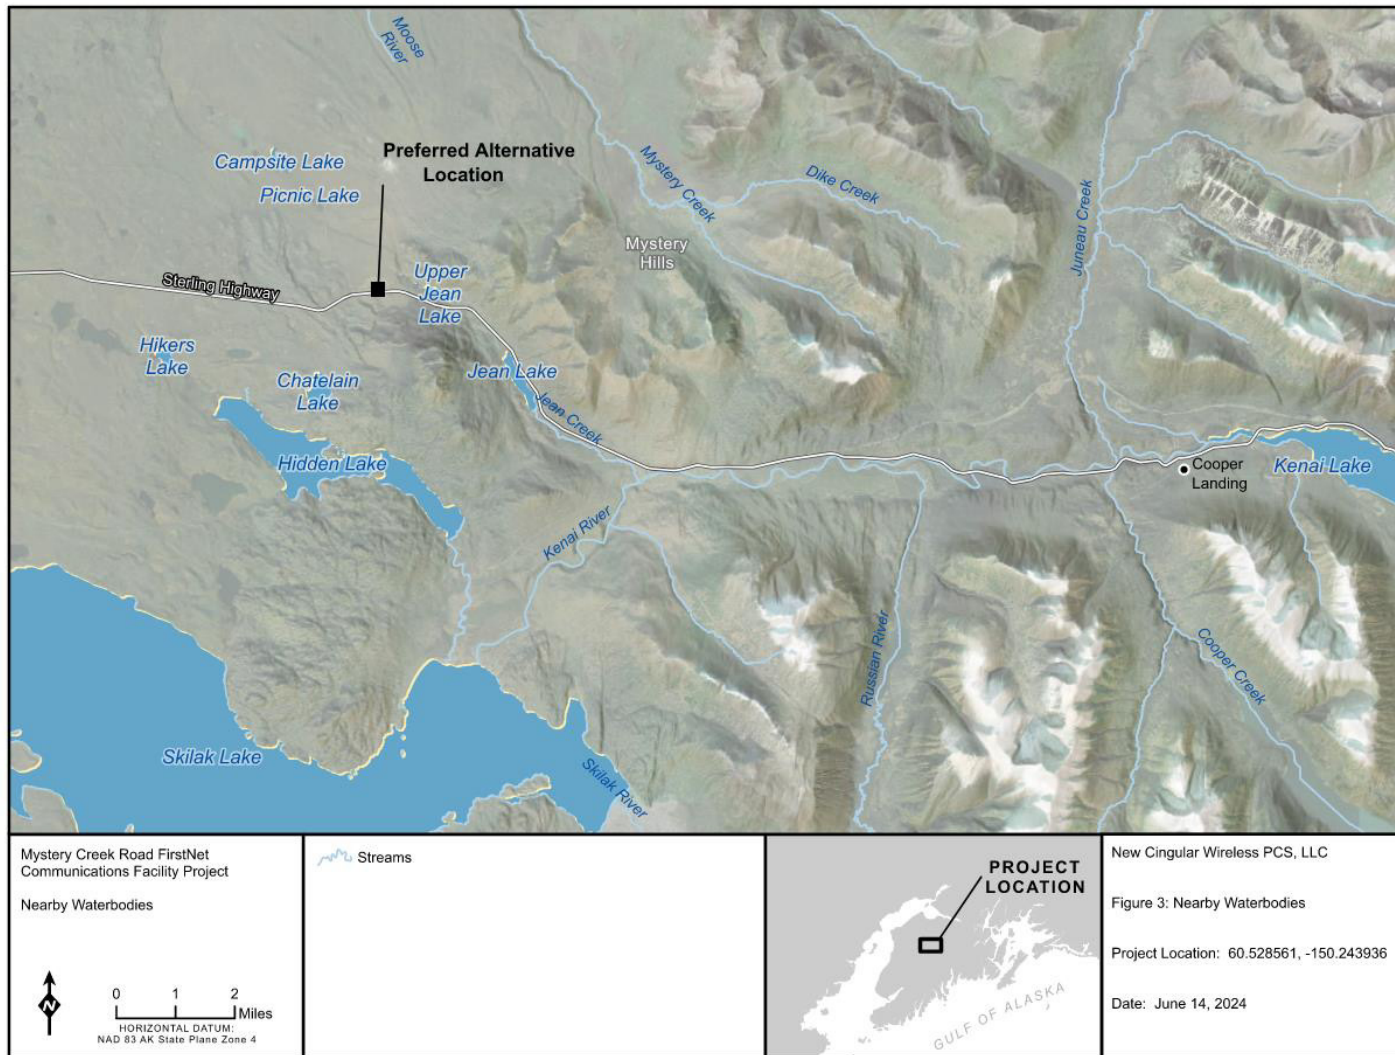 Moose
River
Campsite Lake
Picnic Lake
Preferred Alternative
Location
Mystery Creek
Dike Creek
Juneau Creek
Mystery
Hills
Sterling Highway
Upper
Jean
Lake
Hikers
Lake
Chatelain
Lake
Jean Lake
Jean Creek
Hidden Lake
Cooper
Landing
Kenai Lake
Kenai River
Russian River
Cooper Creek
Skilak Lake
Skilak River
Mystery Creek Road FirstNet
Communications Facility Project
Nearby Waterbodies
N
0 1 2
Miles
HORIZONTAL DATUM:
NAD 83 AK State Plane Zone 4
Streams
PROJECT
LOCATION
GULF OF ALASKA
New Cingular Wireless PCS, LLC
Figure 3: Nearby Waterbodies
Project Location: 60.528561, -150.243936
Date: June 14, 2024